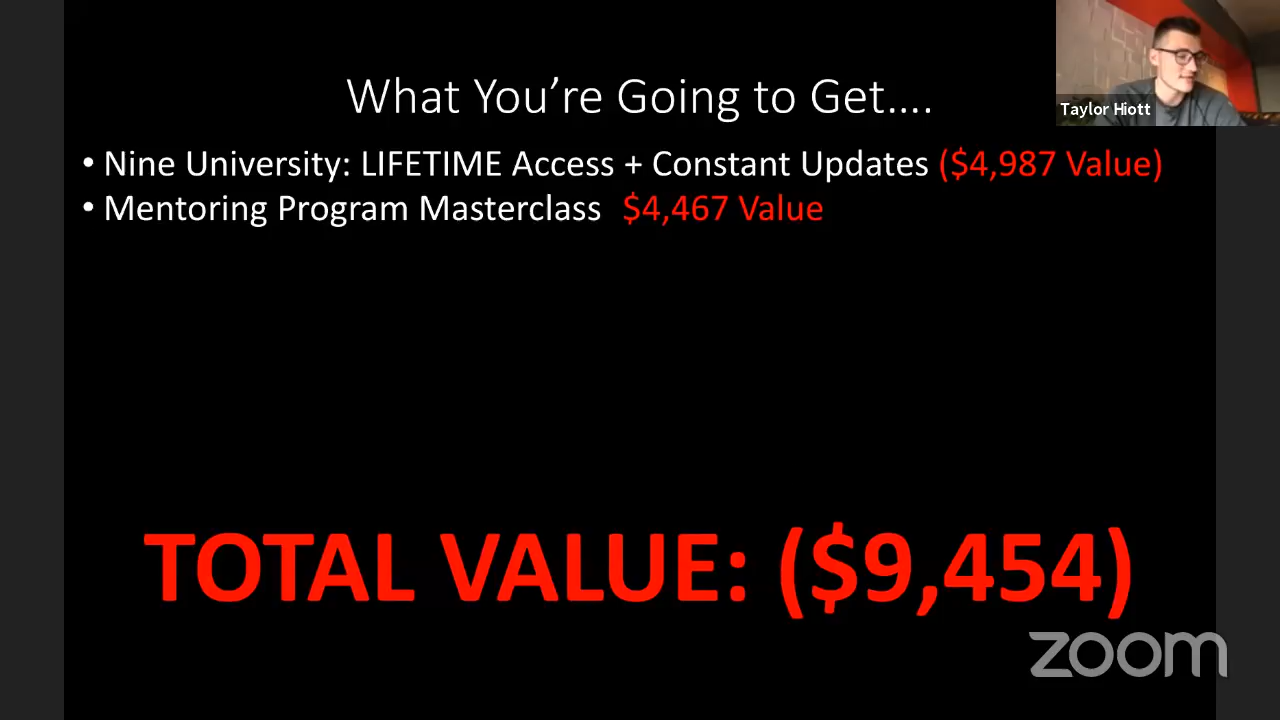 What You’re Going to Get....
Taylor Hiott
• Nine University: LIFETIME Access + Constant Updates ($4,987 Value)
• Mentoring Program Masterclass $4,467 Value
TOTAL VALUE: ($9,454)
zoom